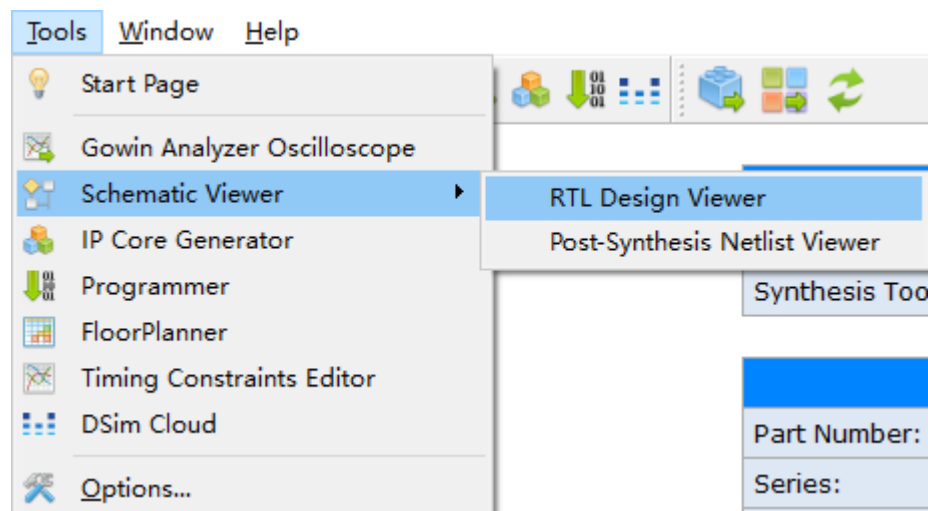 Tools Window Help
Start Page
Gowin Analyzer Oscilloscope
Schematic Viewer
RTL Design Viewer
IP Core Generator
Post-Synthesis Netlist Viewer
Programmer
Synthesis Too
FloorPlanner
Timing Constraints Editor
DSim Cloud
Part Number:
Options...
Series: